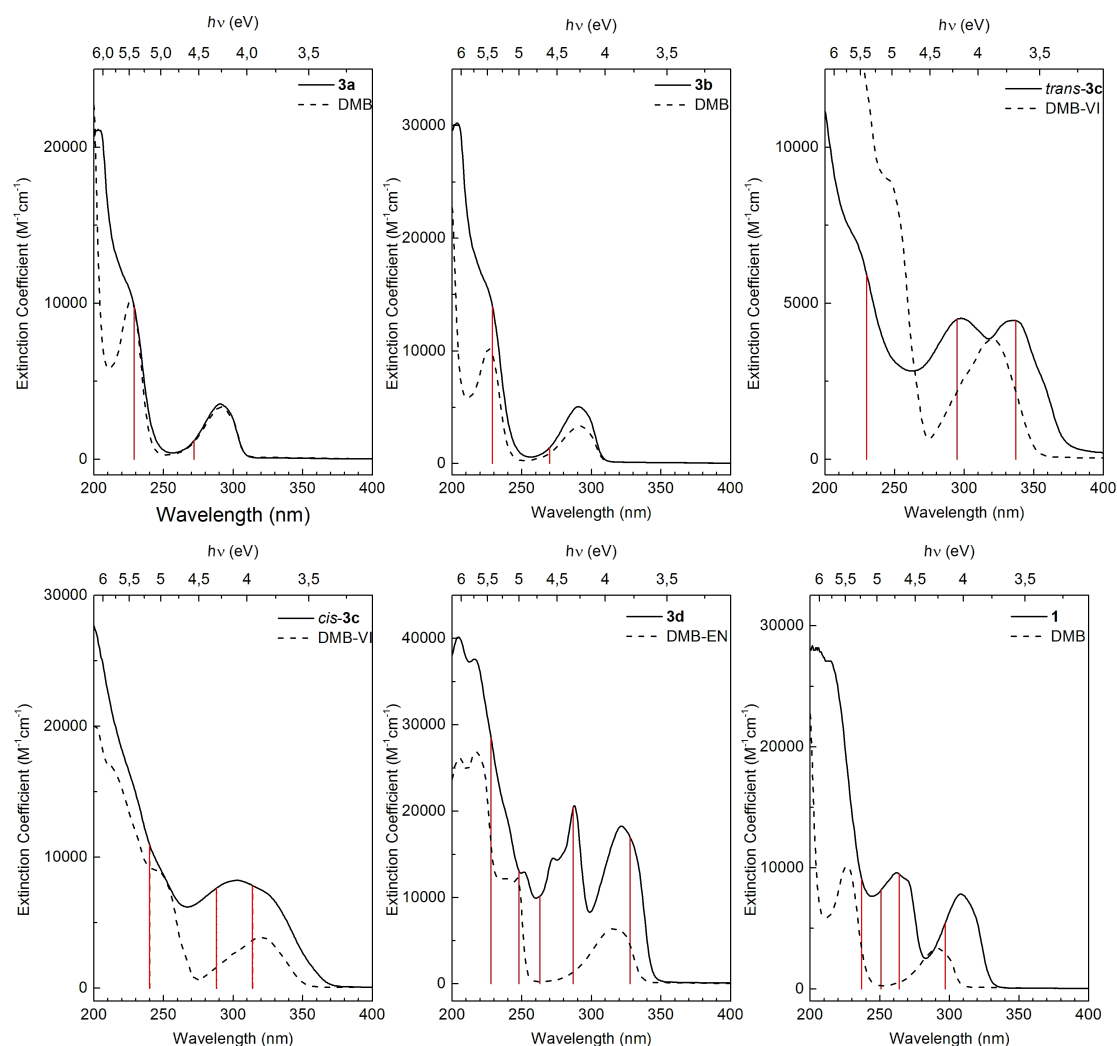 hν (eV)
6,0 5,5 5,0 4,5 4,0 3,5
3a
DMB
20000
10000
0
Extinction Coefficient (M⁻¹cm⁻¹)
200 250 300 350 400
Wavelength (nm)
hν (eV)
6 5,5 5 4,5 4 3,5
3b
DMB
30000
20000
10000
0
Extinction Coefficient (M⁻¹cm⁻¹)
200 250 300 350 400
Wavelength (nm)
hν (eV)
6 5,5 5 4,5 4 3,5
trans-3c
DMB-VI
10000
5000
0
Extinction Coefficient (M⁻¹cm⁻¹)
200 250 300 350 400
Wavelength (nm)
hν (eV)
6 5,5 5 4,5 4 3,5
cis-3c
DMB-VI
30000
20000
10000
0
Extinction Coefficient (M⁻¹cm⁻¹)
200 250 300 350 400
Wavelength (nm)
hν (eV)
6 5,5 5 4,5 4 3,5
3d
DMB-EN
40000
30000
20000
10000
0
Extinction Coefficient (M⁻¹cm⁻¹)
200 250 300 350 400
Wavelength (nm)
hν (eV)
6 5,5 5 4,5 4 3,5
1
DMB
30000
20000
10000
0
Extinction Coefficient (M⁻¹cm⁻¹)
200 250 300 350 400
Wavelength (nm)